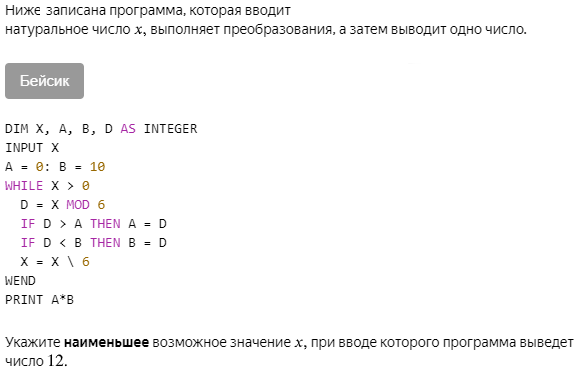 Ниже записана программа, которая вводит
натуральное число x, выполняет преобразования, а затем выводит одно число.
Бейсик
DIM X, A, B, D AS INTEGER
INPUT X
A = 0: B = 10
WHILE X > 0
  D = X MOD 6
  IF D > A THEN A = D
  IF D < B THEN B = D
  X = X \ 6
WEND
PRINT A*B
Укажите наименьшее возможное значение x, при вводе которого программа выведет
число 12.